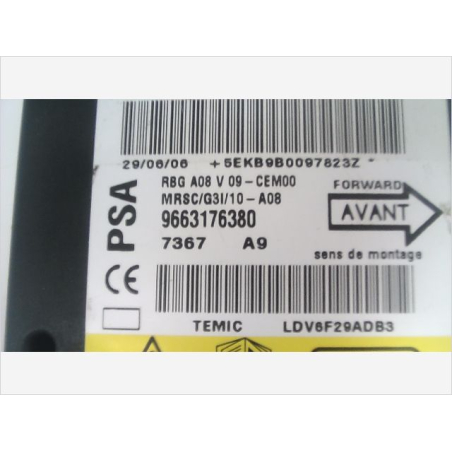 29/06/06 +5EKB9B0097823Z
PSA
RBG A08 V 09-CEM00
MRSC/G3I/10-A08
9663176380
7367 A9
FORWARD
AVANT
sens de montage
CE
TEMIC LDV6F29ADB3